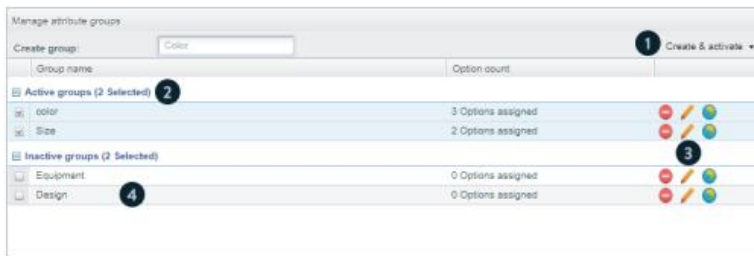 Manage attribute groups
Create group: Color 1 Create & activate
Group name Option count
Active groups (2 Selected) 2
color 3 Options assigned
Size 2 Options assigned
Inactive groups (2 Selected) 3
Equipment 0 Options assigned
Design 4 0 Options assigned